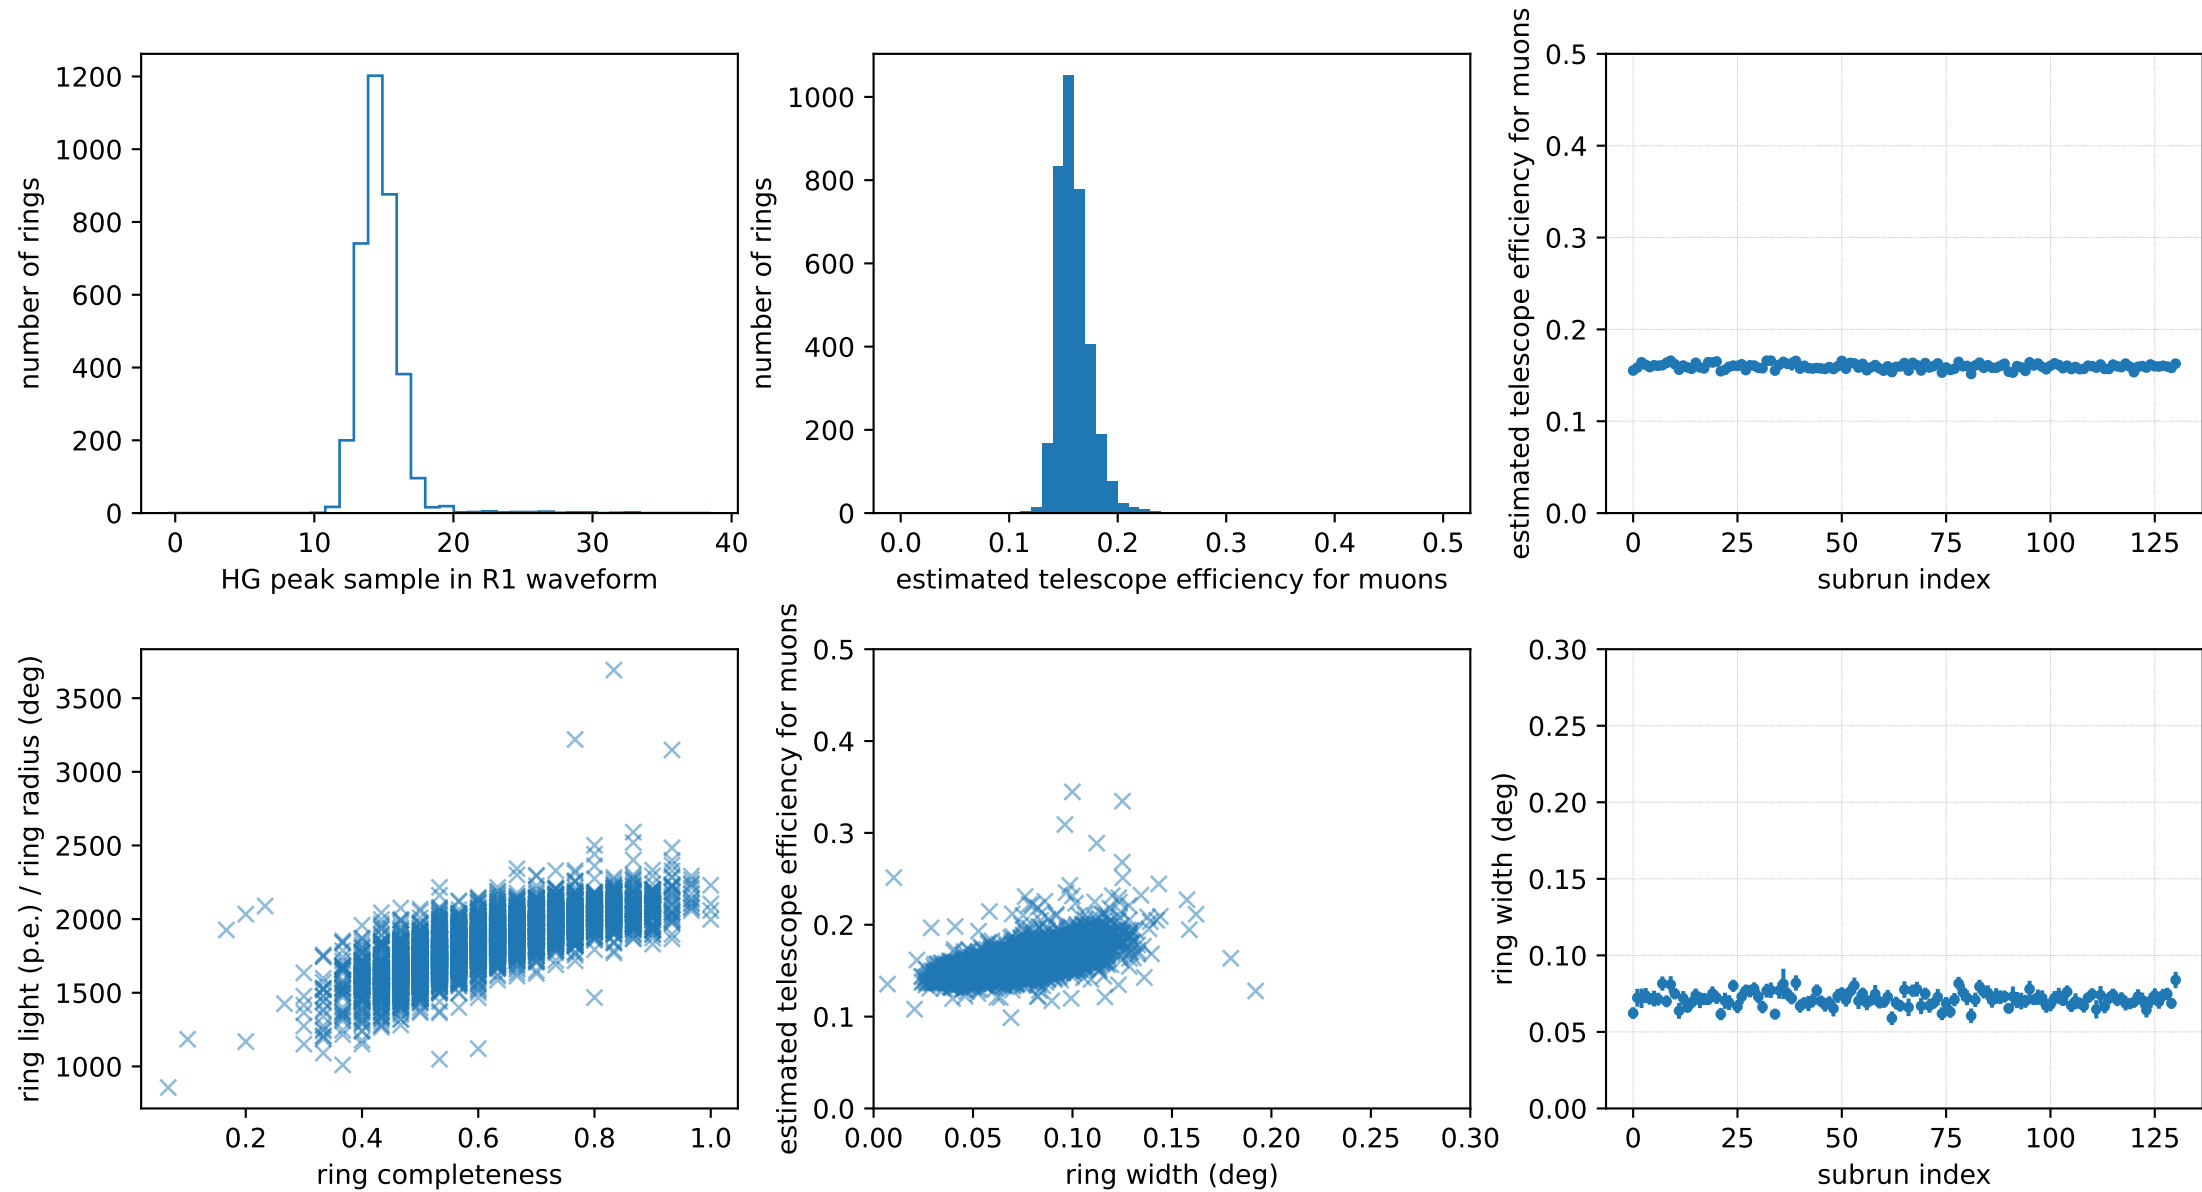 number of rings
1200
1000
800
600
400
200
0
0 10 20 30 40
HG peak sample in R1 waveform
number of rings
1000
800
600
400
200
0
0.0 0.1 0.2 0.3 0.4 0.5
estimated telescope efficiency for muons
estimated telescope efficiency for muons
0.5
0.4
0.3
0.2
0.1
0.0
0 25 50 75 100 125
subrun index
ring light (p.e.) / ring radius (deg)
3500
3000
2500
2000
1500
1000
0.2 0.4 0.6 0.8 1.0
ring completeness
estimated telescope efficiency for muons
0.5
0.4
0.3
0.2
0.1
0.0
0.00 0.05 0.10 0.15 0.20 0.25 0.30
ring width (deg)
ring width (deg)
0.30
0.25
0.20
0.15
0.10
0.05
0.00
0 25 50 75 100 125
subrun index